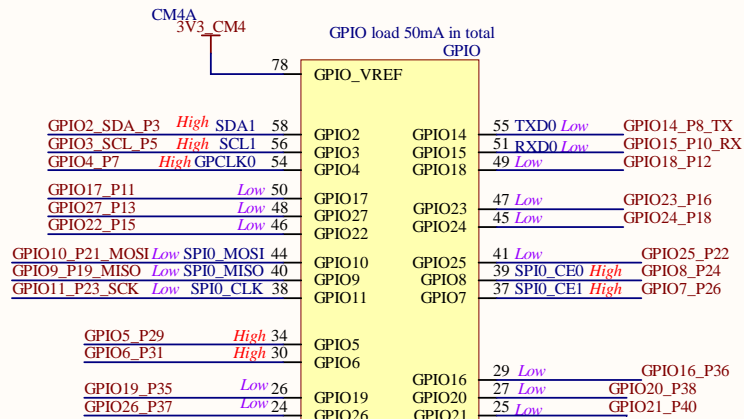 CM4A
3V3_CM4
GPIO load 50mA in total
GPIO
78 GPIO_VREF
GPIO2_SDA_P3 High SDA1 58 GPIO2 GPIO14 55 TXD0 Low GPIO14_P8_TX
GPIO3_SCL_P5 High SCL1 56 GPIO3 GPIO15 51 RXD0 Low GPIO15_P10_RX
GPIO4_P7 High GPCLK0 54 GPIO4 GPIO18 49 Low GPIO18_P12
GPIO17_P11 Low 50 GPIO17 GPIO23 47 Low GPIO23_P16
GPIO27_P13 Low 48 GPIO27 GPIO24 45 Low GPIO24_P18
GPIO22_P15 Low 46 GPIO22
GPIO10_P21_MOSI Low SPI0_MOSI 44 GPIO10 GPIO25 41 Low GPIO25_P22
GPIO9_P19_MISO Low SPI0_MISO 40 GPIO9 GPIO8 39 SPI0_CE0 High GPIO8_P24
GPIO11_P23_SCK Low SPI0_CLK 38 GPIO11 GPIO7 37 SPI0_CE1 High GPIO7_P26
GPIO5_P29 High 34 GPIO5
GPIO6_P31 High 30 GPIO6
GPIO16 29 Low GPIO16_P36
GPIO19_P35 Low 26 GPIO19 GPIO20 27 Low GPIO20_P38
GPIO26_P37 Low 24 GPIO26 GPIO21 25 Low GPIO21_P40